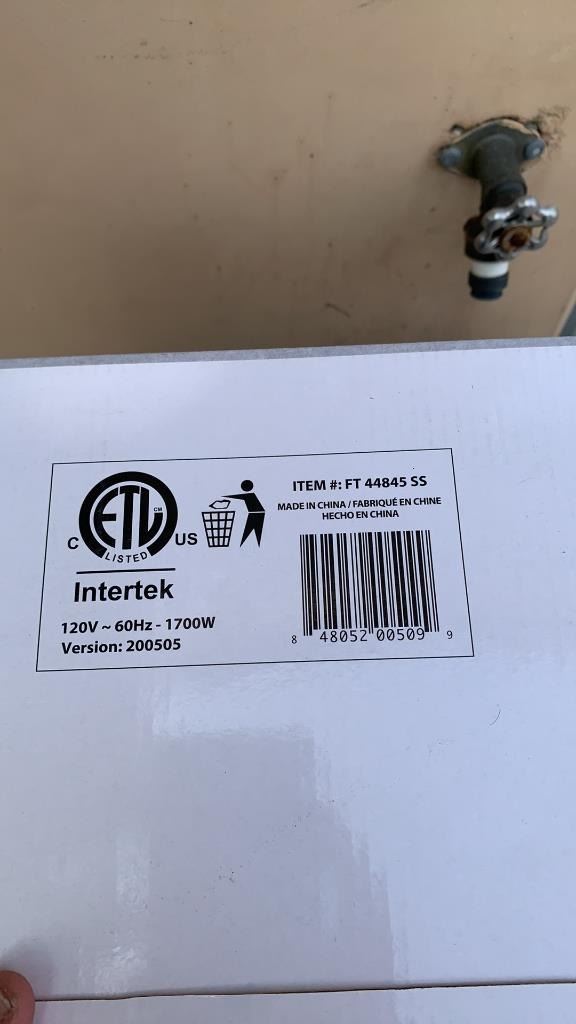 ETL CM
LISTED
C US
Intertek
120V ~ 60Hz - 1700W
Version: 200505
ITEM #: FT 44845 SS
MADE IN CHINA / FABRIQUÉ EN CHINE
HECHO EN CHINA
8 48052 00509 9